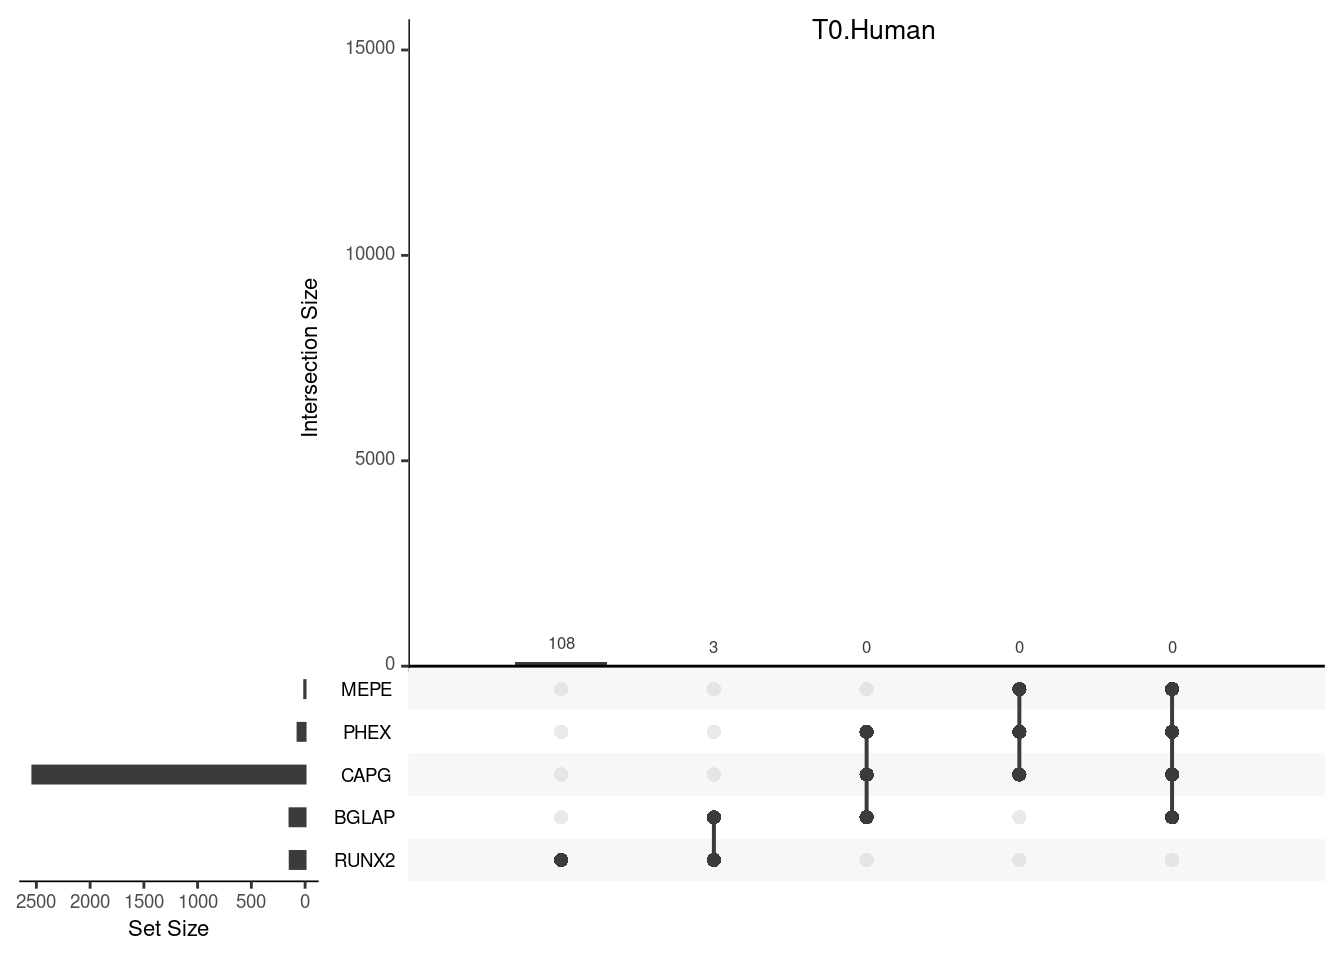 T0.Human
15000
10000
5000
0
Intersection Size
108 3 0 0 0
MEPE
PHEX
CAPG
BGLAP
RUNX2
2500 2000 1500 1000 500 0
Set Size